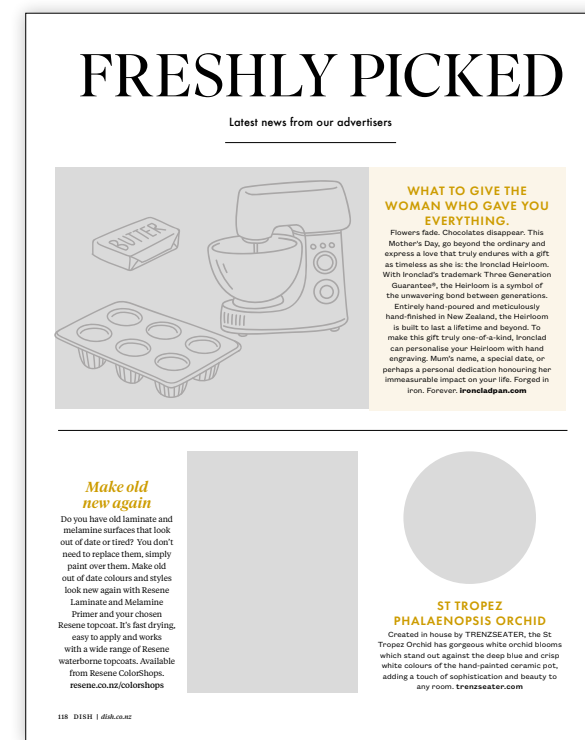 FRESHLY PICKED
Latest news from our advertisers
BUTTER
WHAT TO GIVE THE
WOMAN WHO GAVE YOU
EVERYTHING.
Flowers fade. Chocolates disappear. This
Mother's Day, go beyond the ordinary and
express a love that truly endures with a gift
as timeless as she is: the Ironclad Heirloom.
With Ironclad's trademark Three Generation
Guarantee®, the Heirloom is a symbol of
the unwavering bond between generations.
Entirely hand-poured and meticulously
hand-finished in New Zealand, the Heirloom
is built to last a lifetime and beyond. To
make this gift truly one-of-a-kind, Ironclad
can personalise your Heirloom with hand
engraving. Mum's name, a special date, or
perhaps a personal dedication honouring her
immeasurable impact on your life. Forged in
iron. Forever. ironcladpan.com
Make old
new again
Do you have old laminate and
melamine surfaces that look
out of date or tired? You don't
need to replace them, simply
paint over them. Make old
out of date colours and styles
look new again with Resene
Laminate and Melamine
Primer and your chosen
Resene topcoat. It's fast drying,
easy to apply and works
with a wide range of Resene
waterborne topcoats. Available
from Resene ColorShops.
resene.co.nz/colorshops
ST TROPEZ
PHALAENOPSIS ORCHID
Created in house by TRENZSEATER, the St
Tropez Orchid has gorgeous white orchid blooms
which stand out against the deep blue and crisp
white colours of the hand-painted ceramic pot,
adding a touch of sophistication and beauty to
any room. trenzseater.com
118 DISH | dish.co.nz